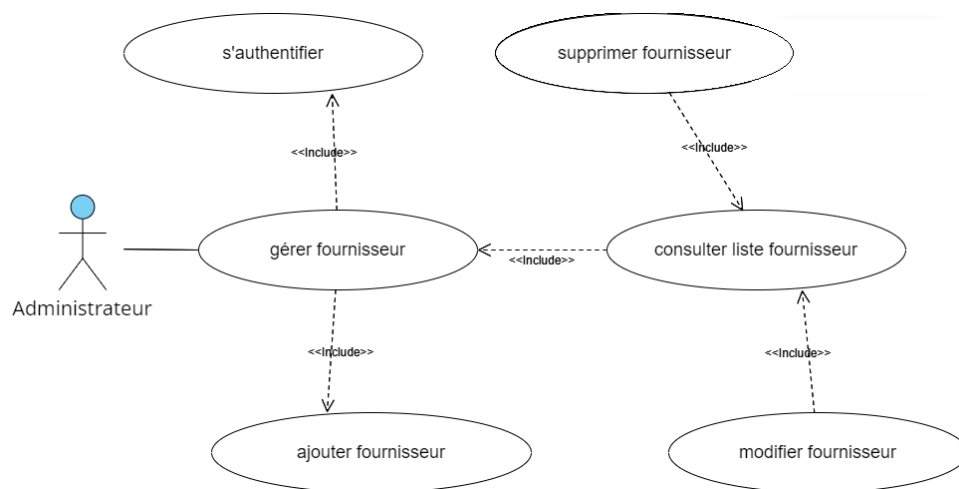 s'authentifier
supprimer fournisseur
<<Include>>
<<Include>>
gérer fournisseur
consulter liste fournisseur
<<Include>>
Administrateur
<<Include>>
<<Include>>
ajouter fournisseur
modifier fournisseur